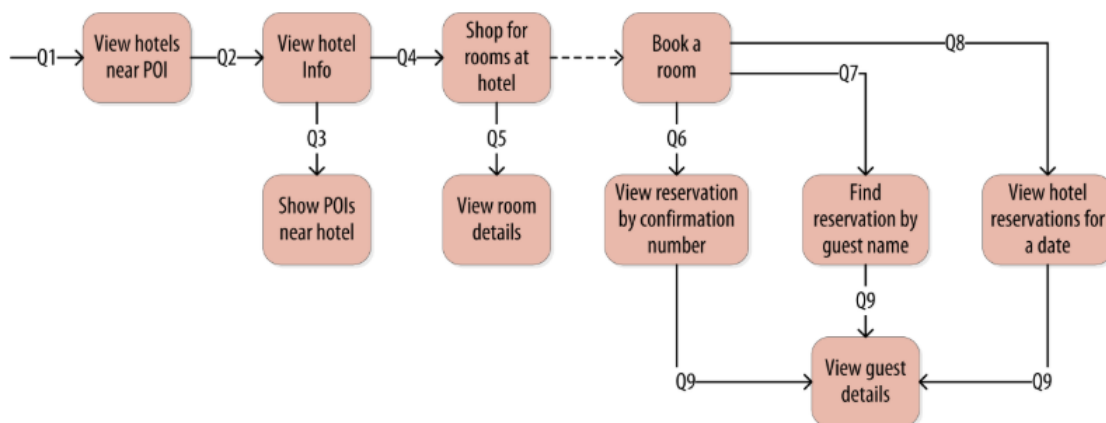 Q1
View hotels
near POI
Q2
View hotel
Info
Q4
Shop for
rooms at
hotel
Book a
room
Q8
Q7
Q3
Q5
Q6
Show POIs
near hotel
View room
details
View reservation
by confirmation
number
Find
reservation by
guest name
View hotel
reservations for
a date
Q9
Q9
View guest
details
Q9